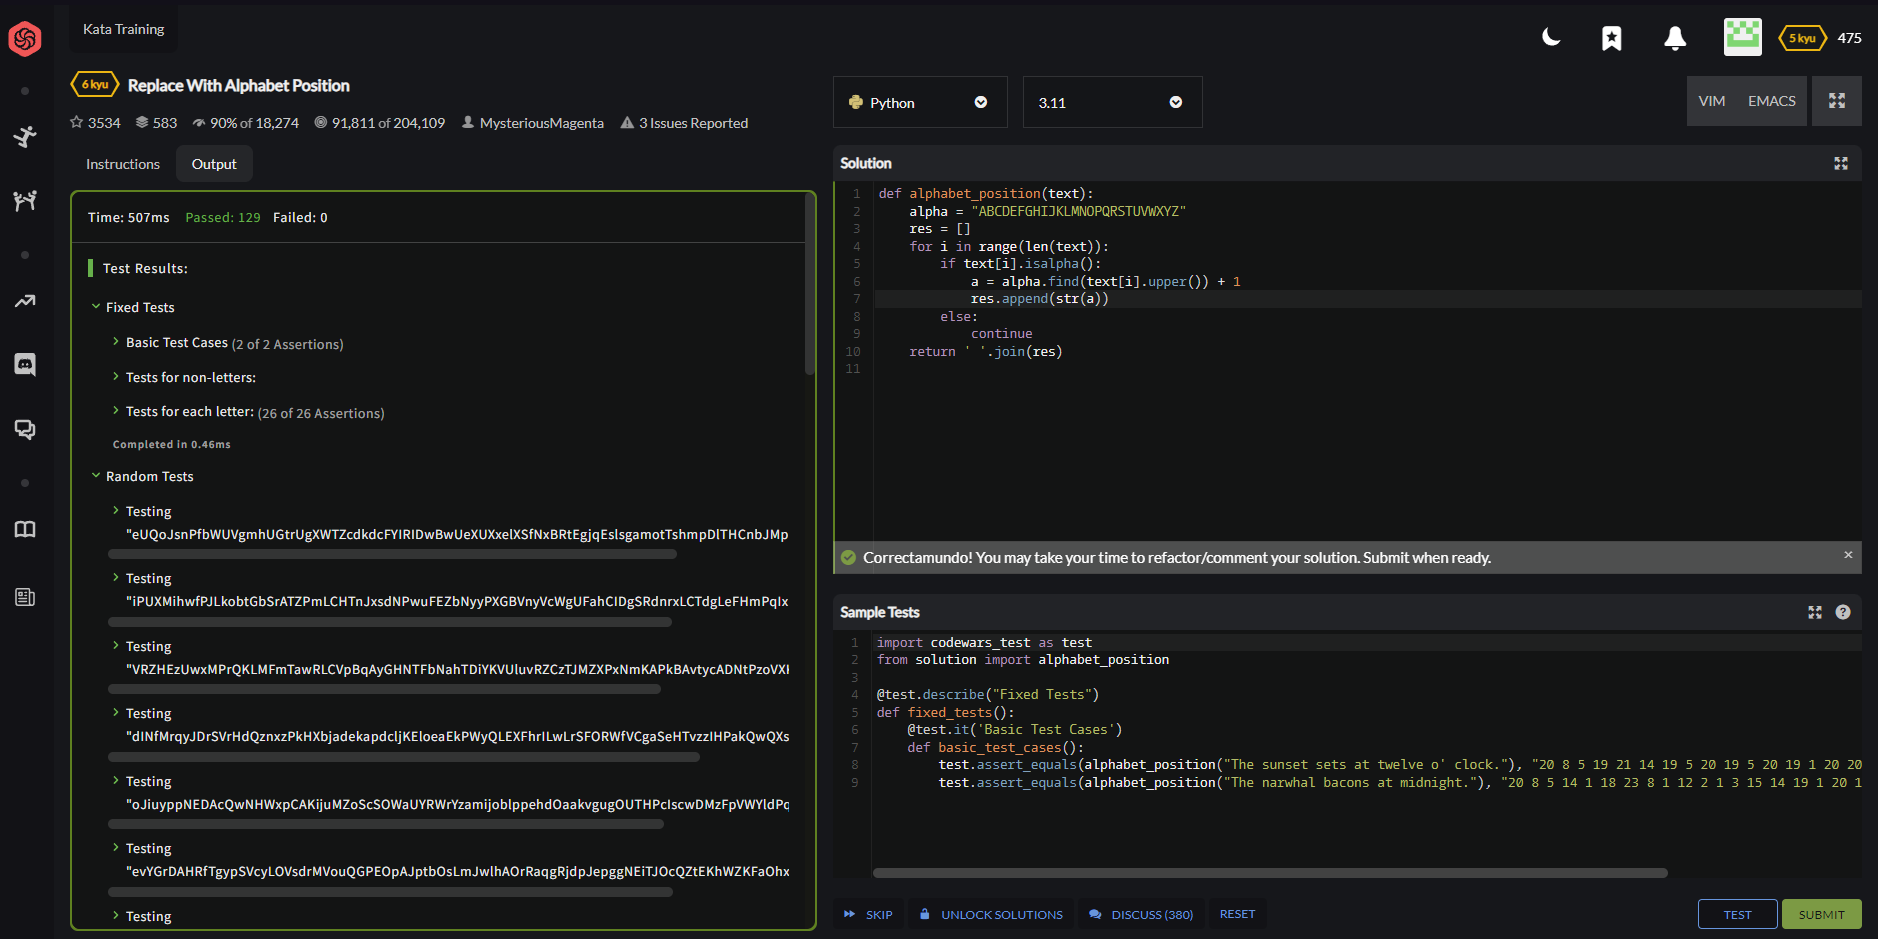 Kata Training
5 kyu 475
6 kyu Replace With Alphabet Position
3534 583 90% of 18,274 91,811 of 204,109 MysteriousMagenta 3 Issues Reported
Instructions Output
Time: 507ms Passed: 129 Failed: 0
Test Results:
Fixed Tests
Basic Test Cases (2 of 2 Assertions)
Tests for non-letters:
Tests for each letter: (26 of 26 Assertions)
Completed in 0.46ms
Random Tests
Testing
Testing
Testing
Testing
Testing
Testing
Testing
Python 3.11
VIM EMACS
Solution
1 def alphabet_position(text):
2     alpha = "ABCDEFGHIJKLMNOPQRSTUVWXYZ"
3     res = []
4     for i in range(len(text)):
5         if text[i].isalpha():
6             a = alpha.find(text[i].upper()) + 1
7             res.append(str(a))
8         else:
9             continue
10     return ' '.join(res)
11
Correctamundo! You may take your time to refactor/comment your solution. Submit when ready. ×
Sample Tests
1 import codewars_test as test
2 from solution import alphabet_position
3
4 @test.describe("Fixed Tests")
5 def fixed_tests():
6     @test.it('Basic Test Cases')
7     def basic_test_cases():
8         test.assert_equals(alphabet_position("The sunset sets at twelve o' clock."), "20 8 5 19 21 14 19 5 20 19 5 20 19 1 20 20
9         test.assert_equals(alphabet_position("The narwhal bacons at midnight."), "20 8 5 14 1 18 23 8 1 12 2 1 3 15 14 19 1 20 1
SKIP UNLOCK SOLUTIONS DISCUSS (380) RESET TEST SUBMIT